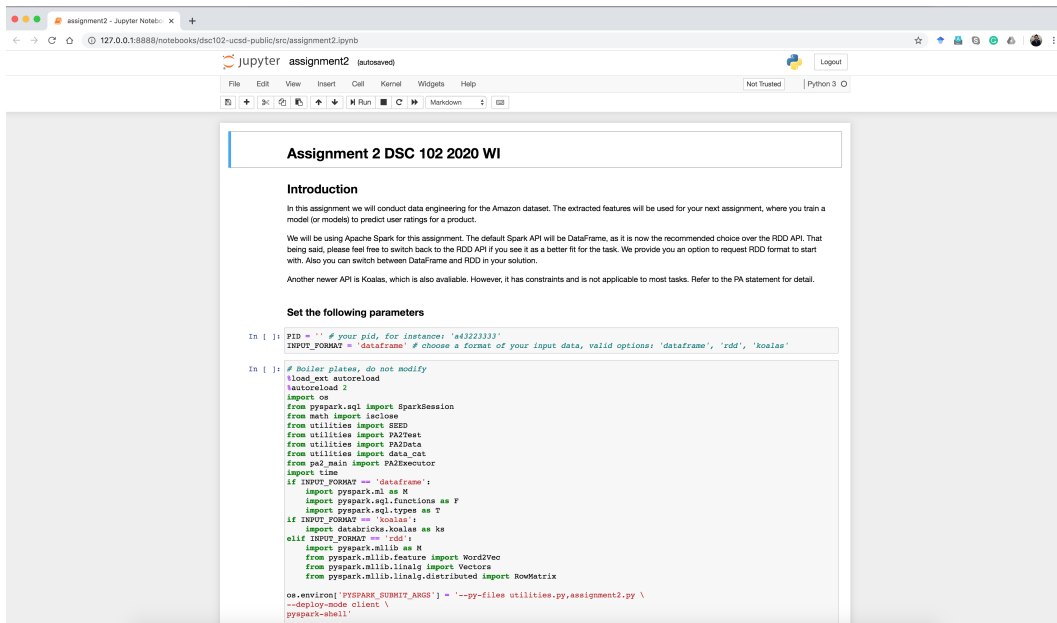 assignment2 - Jupyter Notebo
127.0.0.1:8888/notebooks/dsc102-ucsd-public/src/assignment2.ipynb
jupyter assignment2 (autosaved)
Logout
File Edit View Insert Cell Kernel Widgets Help
Not Trusted
Python 3
Run
Markdown
Assignment 2 DSC 102 2020 WI
Introduction
In this assignment we will conduct data engineering for the Amazon dataset. The extracted features will be used for your next assignment, where you train a
model (or models) to predict user ratings for a product.
We will be using Apache Spark for this assignment. The default Spark API will be DataFrame, as it is now the recommended choice over the RDD API. That
being said, please feel free to switch back to the RDD API if you see it as a better fit for the task. We provide you an option to request RDD format to start
with. Also you can switch between DataFrame and RDD in your solution.
Another newer API is Koalas, which is also avaliable. However, it has constraints and is not applicable to most tasks. Refer to the PA statement for detail.
Set the following parameters
In [ ]: PID = '' # your pid, for instance: 'a43223333'
INPUT_FORMAT = 'dataframe' # choose a format of your input data, valid options: 'dataframe', 'rdd', 'koalas'
In [ ]: # Boiler plates, do not modify
%load_ext autoreload
%autoreload 2
import os
from pyspark.sql import SparkSession
from math import isclose
from utilities import SEED
from utilities import PA2Test
from utilities import PA2Data
from utilities import data_cat
from pa2_main import PA2Executor
import time
if INPUT_FORMAT == 'dataframe':
    import pyspark.ml as M
    import pyspark.sql.functions as F
    import pyspark.sql.types as T
if INPUT_FORMAT == 'koalas':
    import databricks.koalas as ks
elif INPUT_FORMAT == 'rdd':
    import pyspark.mllib as M
    from pyspark.mllib.feature import Word2Vec
    from pyspark.mllib.linalg import Vectors
    from pyspark.mllib.linalg.distributed import RowMatrix
os.environ['PYSPARK_SUBMIT_ARGS'] = '--py-files utilities.py,assignment2.py \
--deploy-mode client \
pyspark-shell'